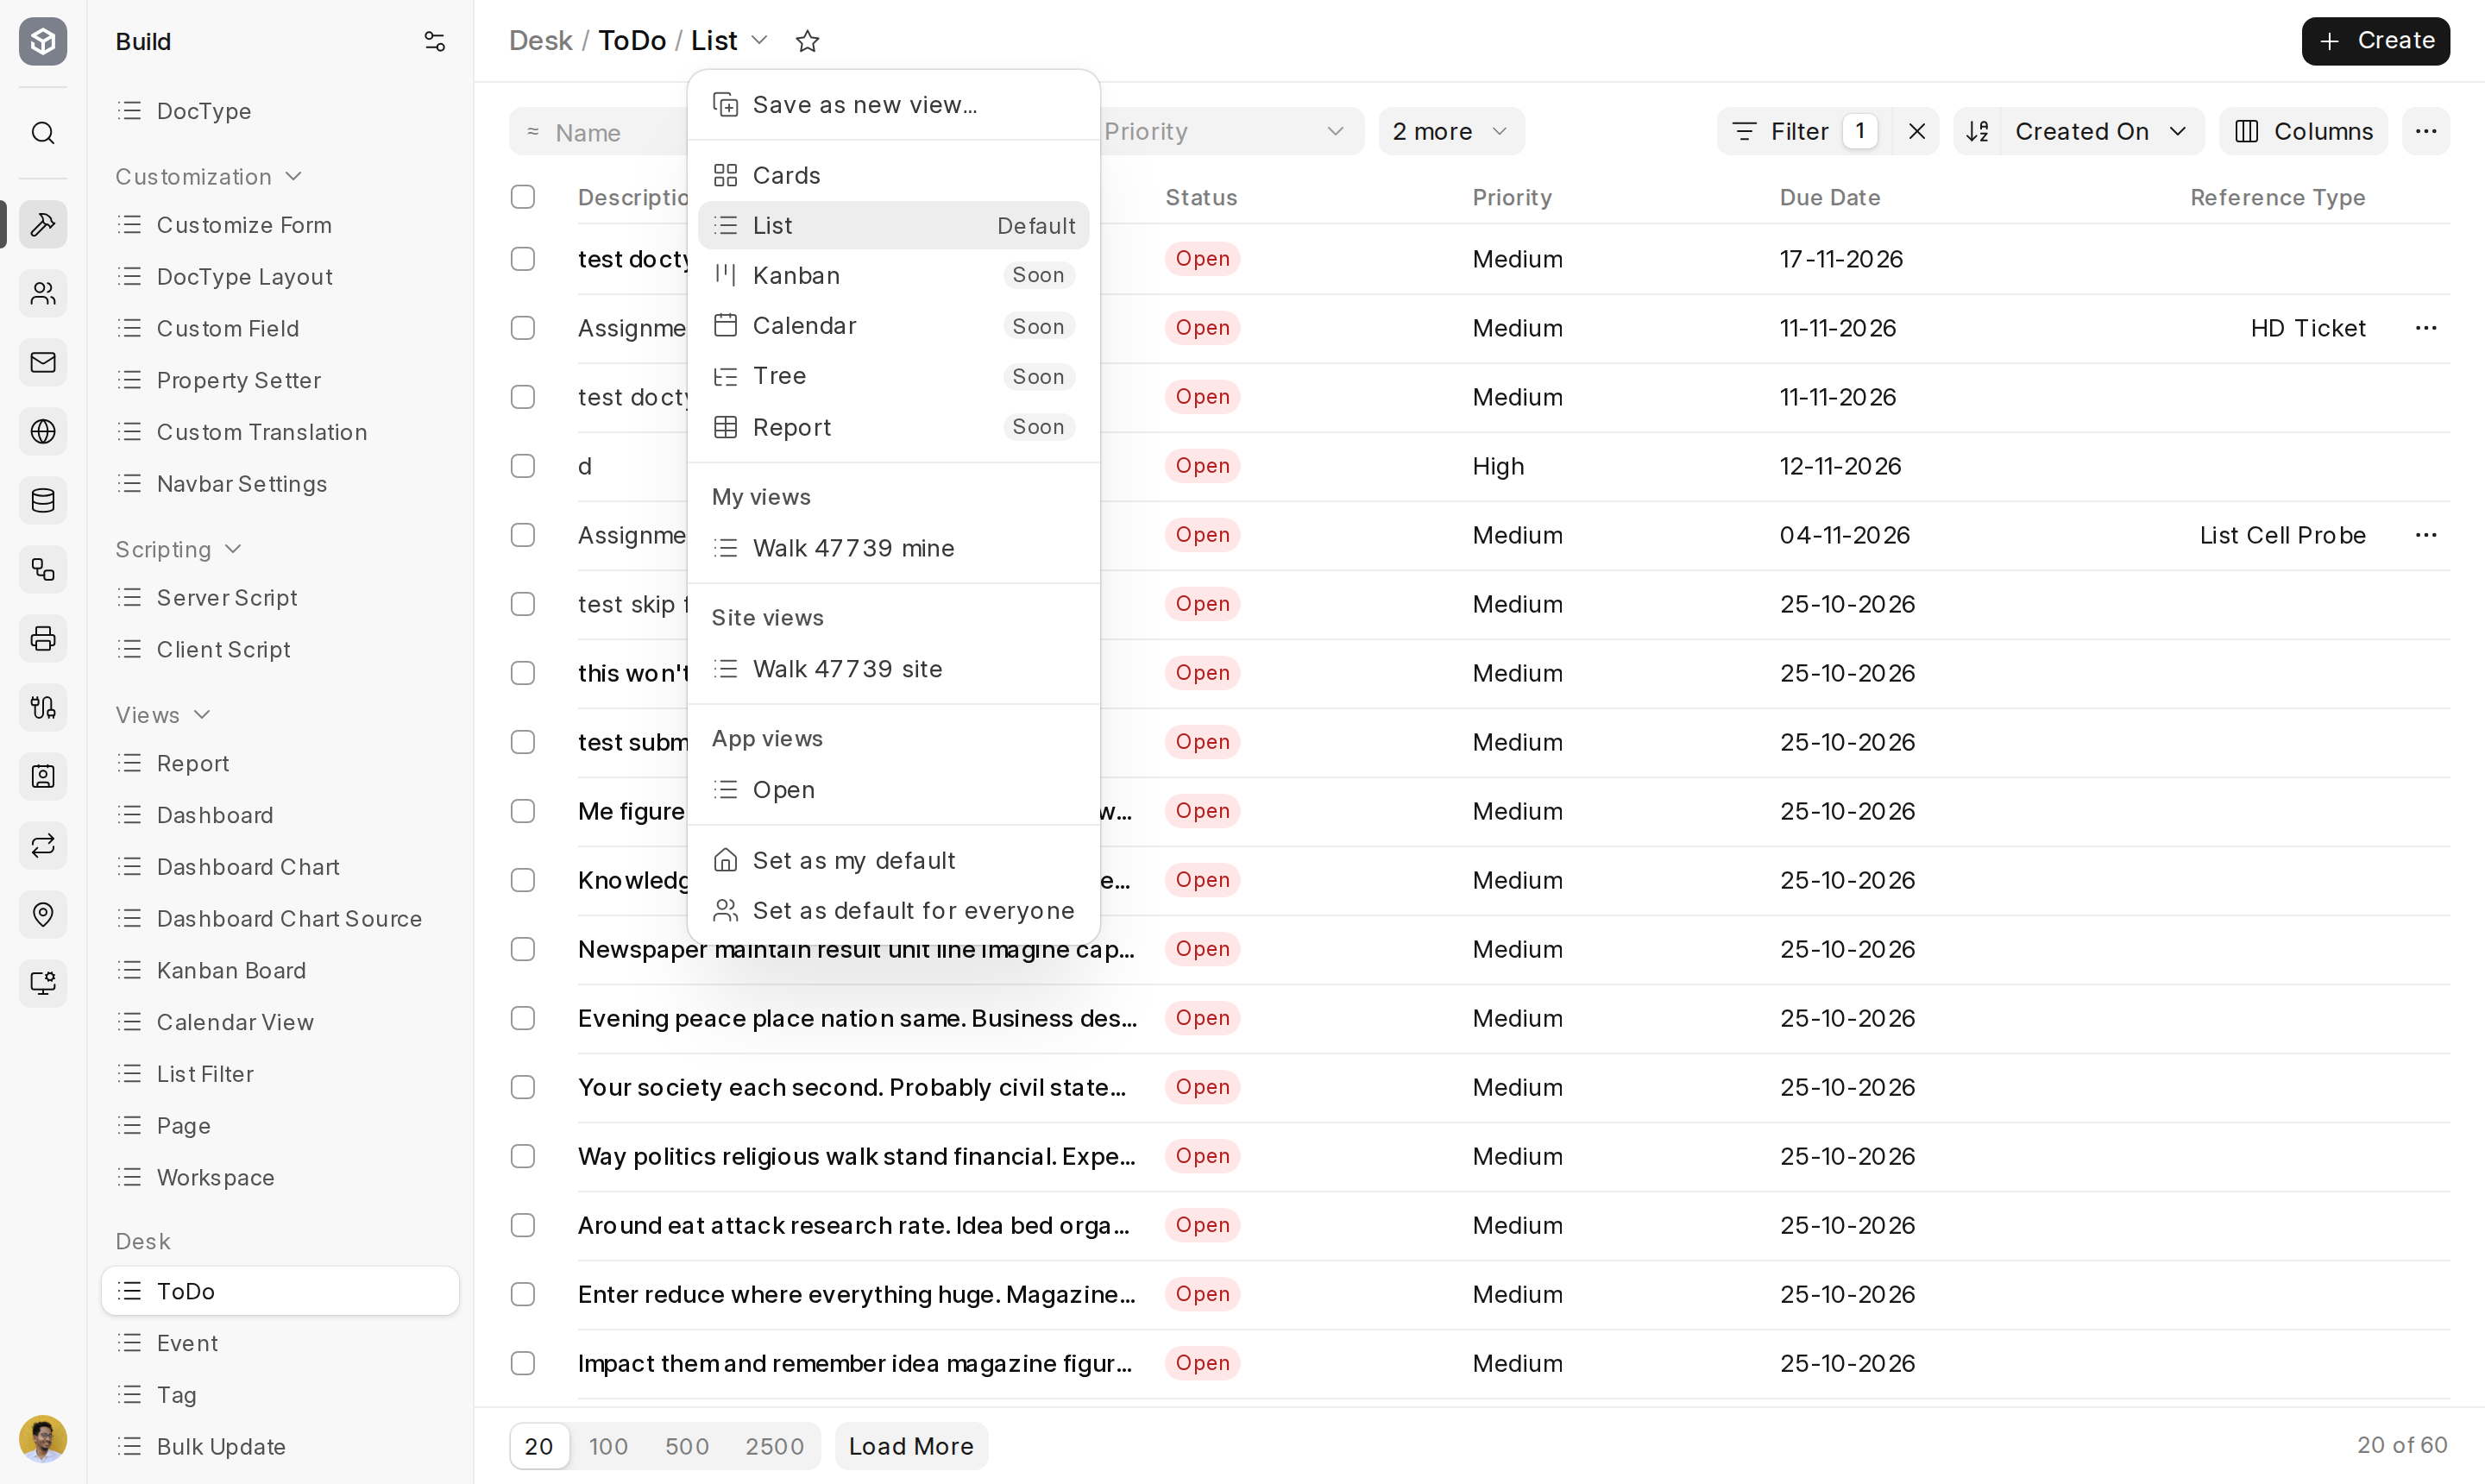 Build
DocType
Customization
Customize Form
DocType Layout
Custom Field
Property Setter
Custom Translation
Navbar Settings
Scripting
Server Script
Client Script
Views
Report
Dashboard
Dashboard Chart
Dashboard Chart Source
Kanban Board
Calendar View
List Filter
Page
Workspace
Desk
ToDo
Event
Tag
Bulk Update
Desk / ToDo / List
+ Create
≈ Name
Priority
2 more
Filter 1
Created On
Columns
Save as new view...
Cards
List Default
Kanban Soon
Calendar Soon
Tree Soon
Report Soon
My views
Walk 47739 mine
Site views
Walk 47739 site
App views
Open
Set as my default
Set as default for everyone
Status Priority Due Date Reference Type
test Open Medium 17-11-2026
Open Medium 11-11-2026 HD Ticket
test Open Medium 11-11-2026
d Open High 12-11-2026
Open Medium 04-11-2026 List Cell Probe
test skip Open Medium 25-10-2026
this won't Open Medium 25-10-2026
test Open Medium 25-10-2026
Me figure Open Medium 25-10-2026
Open Medium 25-10-2026
Newspaper maintain result unit line imagine cap... Open Medium 25-10-2026
Evening peace place nation same. Business des... Open Medium 25-10-2026
Your society each second. Probably civil state... Open Medium 25-10-2026
Way politics religious walk stand financial. Expe... Open Medium 25-10-2026
Around eat attack research rate. Idea bed orga... Open Medium 25-10-2026
Enter reduce where everything huge. Magazine... Open Medium 25-10-2026
Impact them and remember idea magazine figur... Open Medium 25-10-2026
20 100 500 2500 Load More
20 of 60